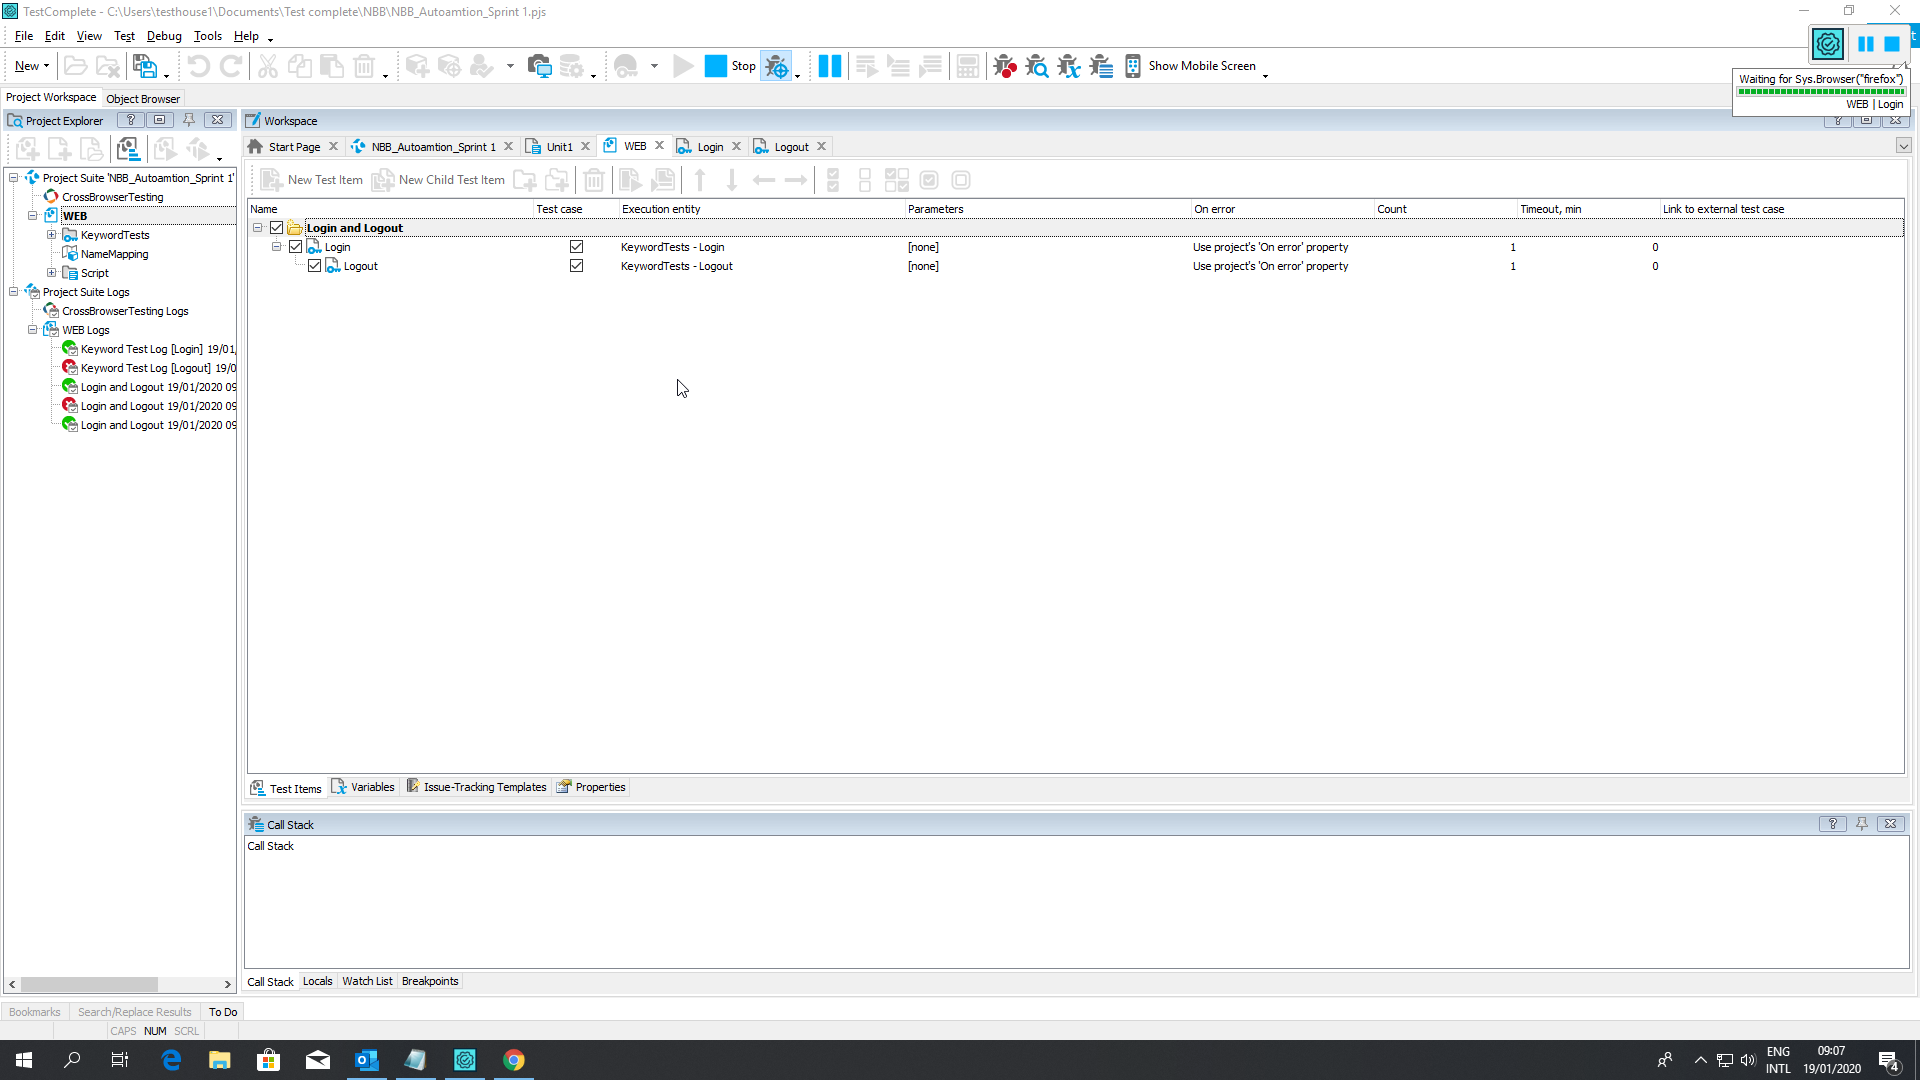 TestComplete - C:\Users\testhouse1\Documents\Test complete\NBB\NBB_Autoamtion_Sprint 1.pjs
File Edit View Test Debug Tools Help
New Stop Show Mobile Screen
Waiting for Sys.Browser("firefox")
WEB | Login
Project Workspace Object Browser
Project Explorer
Workspace
Start Page NBB_Autoamtion_Sprint 1 Unit1 WEB Login Logout
New Test Item New Child Test Item
Project Suite 'NBB_Autoamtion_Sprint 1'
CrossBrowserTesting
WEB
KeywordTests
NameMapping
Script
Project Suite Logs
CrossBrowserTesting Logs
WEB Logs
Keyword Test Log [Login] 19/01,
Keyword Test Log [Logout] 19/0
Login and Logout 19/01/2020 09
Login and Logout 19/01/2020 09
Login and Logout 19/01/2020 09
Name Test case Execution entity Parameters On error Count Timeout, min Link to external test case
Login and Logout
Login KeywordTests - Login [none] Use project's 'On error' property 1 0
Logout KeywordTests - Logout [none] Use project's 'On error' property 1 0
Test Items Variables Issue-Tracking Templates Properties
Call Stack
Call Stack
Call Stack Locals Watch List Breakpoints
Bookmarks Search/Replace Results To Do
CAPS NUM SCRL
ENG
INTL
09:07
19/01/2020
4